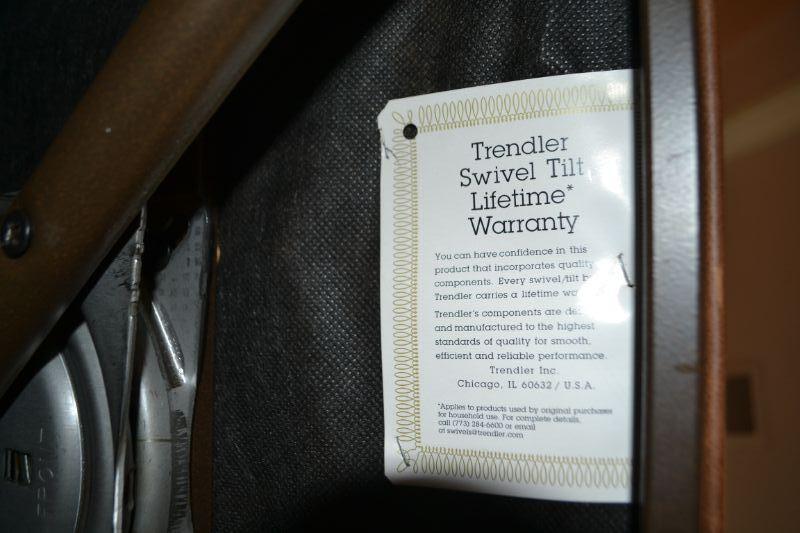 Trendler
Swivel Tilt
Lifetime*
Warranty
You can have confidence in this
product that incorporates quality
components. Every swivel/tilt
Trendler carries a lifetime
Trendler's components are
and manufactured to the highest
standards of quality for smooth,
efficient and reliable performance.
Trendler Inc.
Chicago, IL 60632 / U.S.A.
*Applies to products used by original purchases
for household use. For complete details,
call (773) 284-6600 or email
at swivels@trendler.com